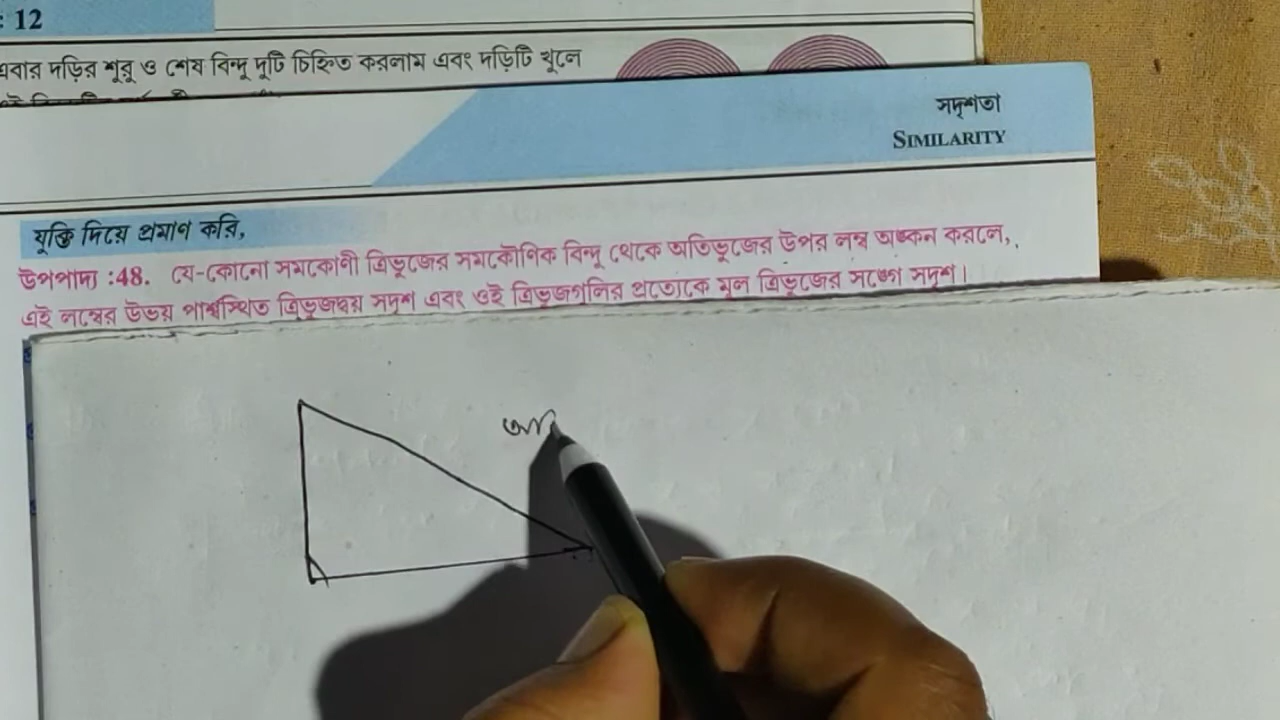 : 12
এবার দড়ির শুরু ও শেষ বিন্দু দুটি চিহ্নিত করলাম এবং দড়িটি খুলে
সদৃশতা
SIMILARITY
যুক্তি দিয়ে প্রমাণ করি,
উপপাদ্য :48. যে-কোনো সমকোণী ত্রিভুজের সমকৌণিক বিন্দু থেকে অতিভুজের উপর লম্ব অঙ্কন করলে,
এই লম্বের উভয় পার্শ্বস্থিত ত্রিভুজদ্বয় সদৃশ এবং ওই ত্রিভুজগুলির প্রত্যেকে মূল ত্রিভুজের সঙ্গে সদৃশ।